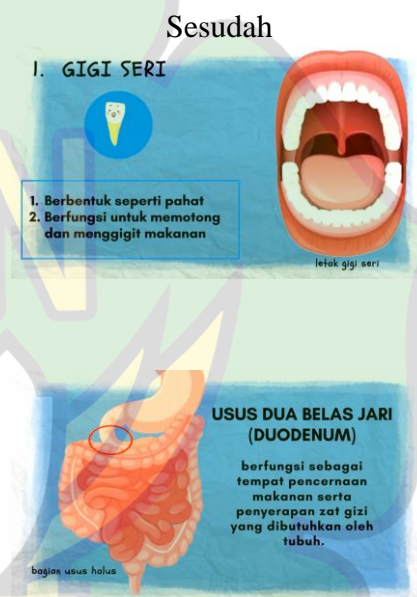 Sesudah
1. GIGI SERI
1. Berbentuk seperti pahat
2. Berfungsi untuk memotong
dan menggigit makanan
letak gigi seri
USUS DUA BELAS JARI
(DUODENUM)
berfungsi sebagai
tempat pencernaan
makanan serta
penyerapan zat gizi
yang dibutuhkan oleh
tubuh.
bagian usus halus